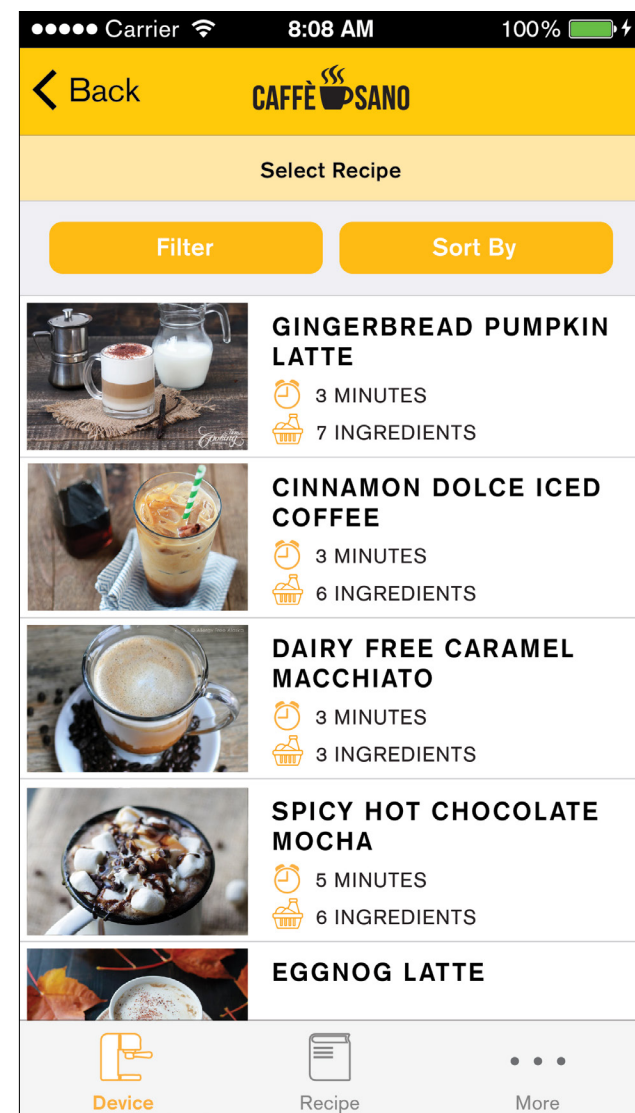 Carrier 8:08 AM 100%
Back CAFFÈ SANO
Select Recipe
Filter Sort By
GINGERBREAD PUMPKIN
LATTE
3 MINUTES
7 INGREDIENTS
CINNAMON DOLCE ICED
COFFEE
3 MINUTES
6 INGREDIENTS
DAIRY FREE CARAMEL
MACCHIATO
3 MINUTES
3 INGREDIENTS
SPICY HOT CHOCOLATE
MOCHA
5 MINUTES
6 INGREDIENTS
EGGNOG LATTE
Device Recipe More